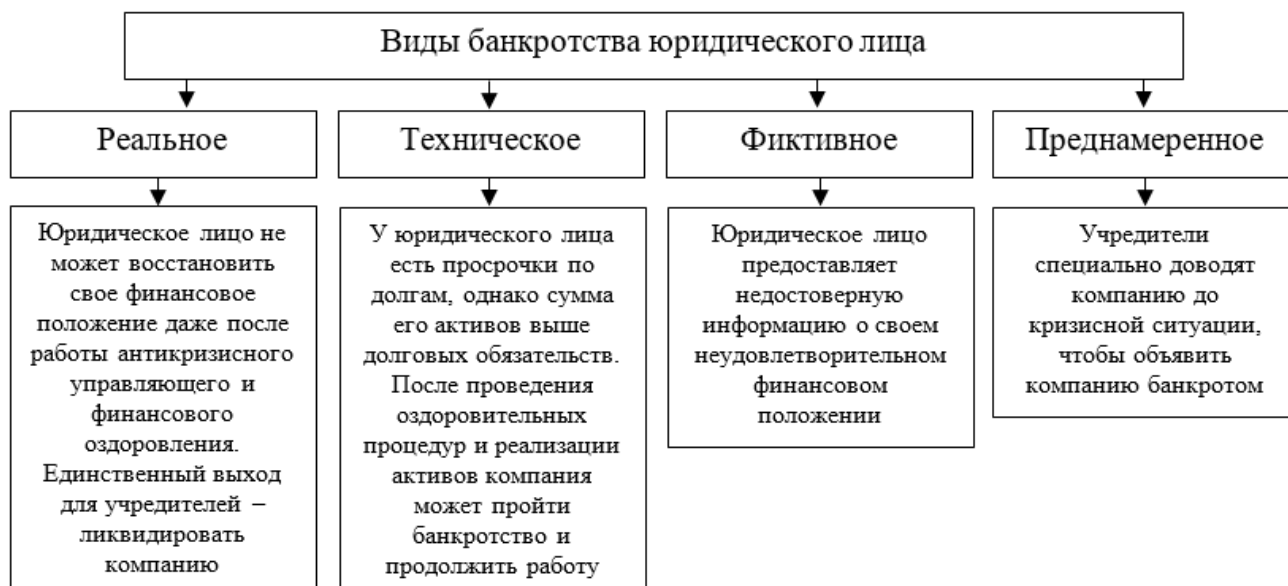 Виды банкротства юридического лица
Реальное
Техническое
Фиктивное
Преднамеренное
Юридическое лицо не
может восстановить
свое финансовое
положение даже после
работы антикризисного
управляющего и
финансового
оздоровления.
Единственный выход
для учредителей –
ликвидировать
компанию
У юридического лица
есть просрочки по
долгам, однако сумма
его активов выше
долговых обязательств.
После проведения
оздоровительных
процедур и реализации
активов компания
может пройти
банкротство и
продолжить работу
Юридическое лицо
предоставляет
недостоверную
информацию о своем
неудовлетворительном
финансовом
положении
Учредители
специально доводят
компанию до
кризисной ситуации,
чтобы объявить
компанию банкротом